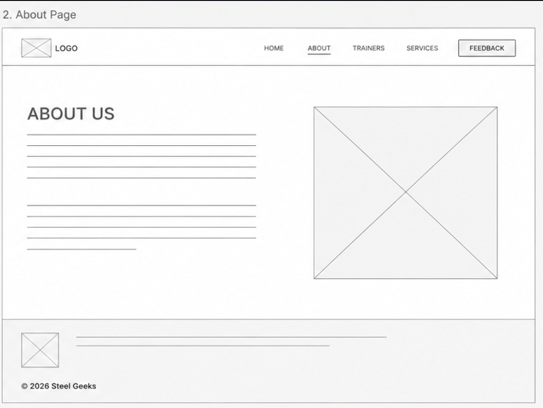 2. About Page
LOGO
HOME ABOUT TRAINERS SERVICES FEEDBACK
ABOUT US
© 2026 Steel Geeks